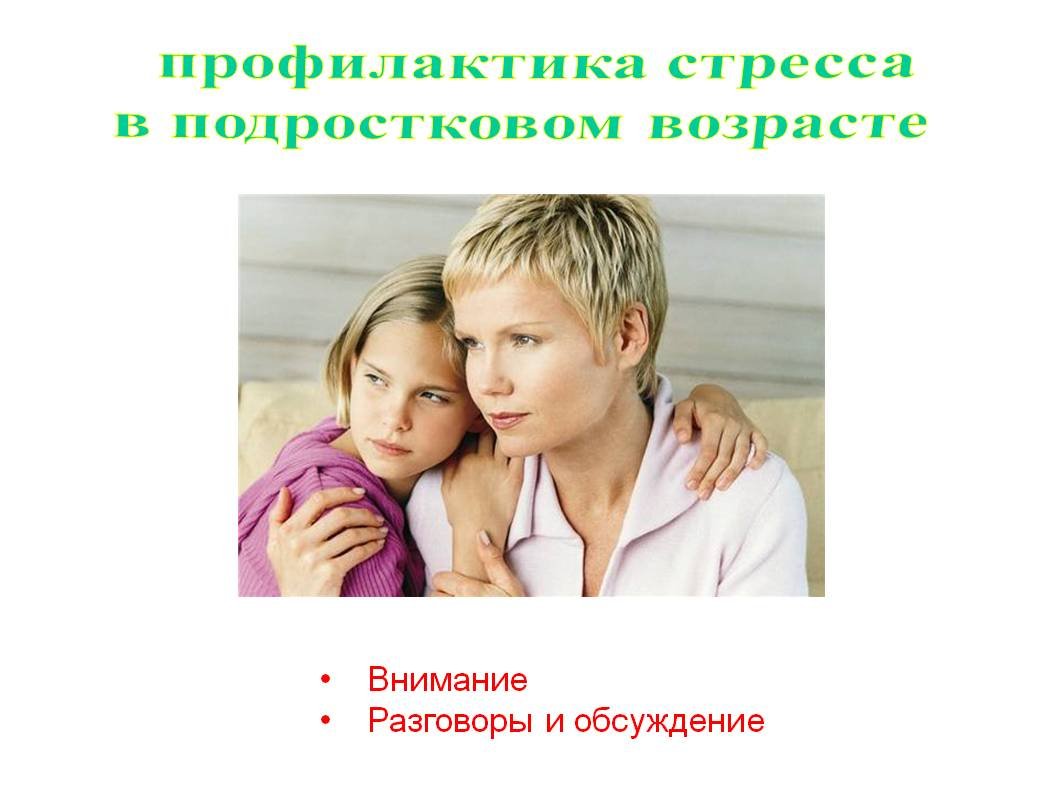 профилактика стресса
в подростковом возрасте
• Внимание
• Разговоры и обсуждение